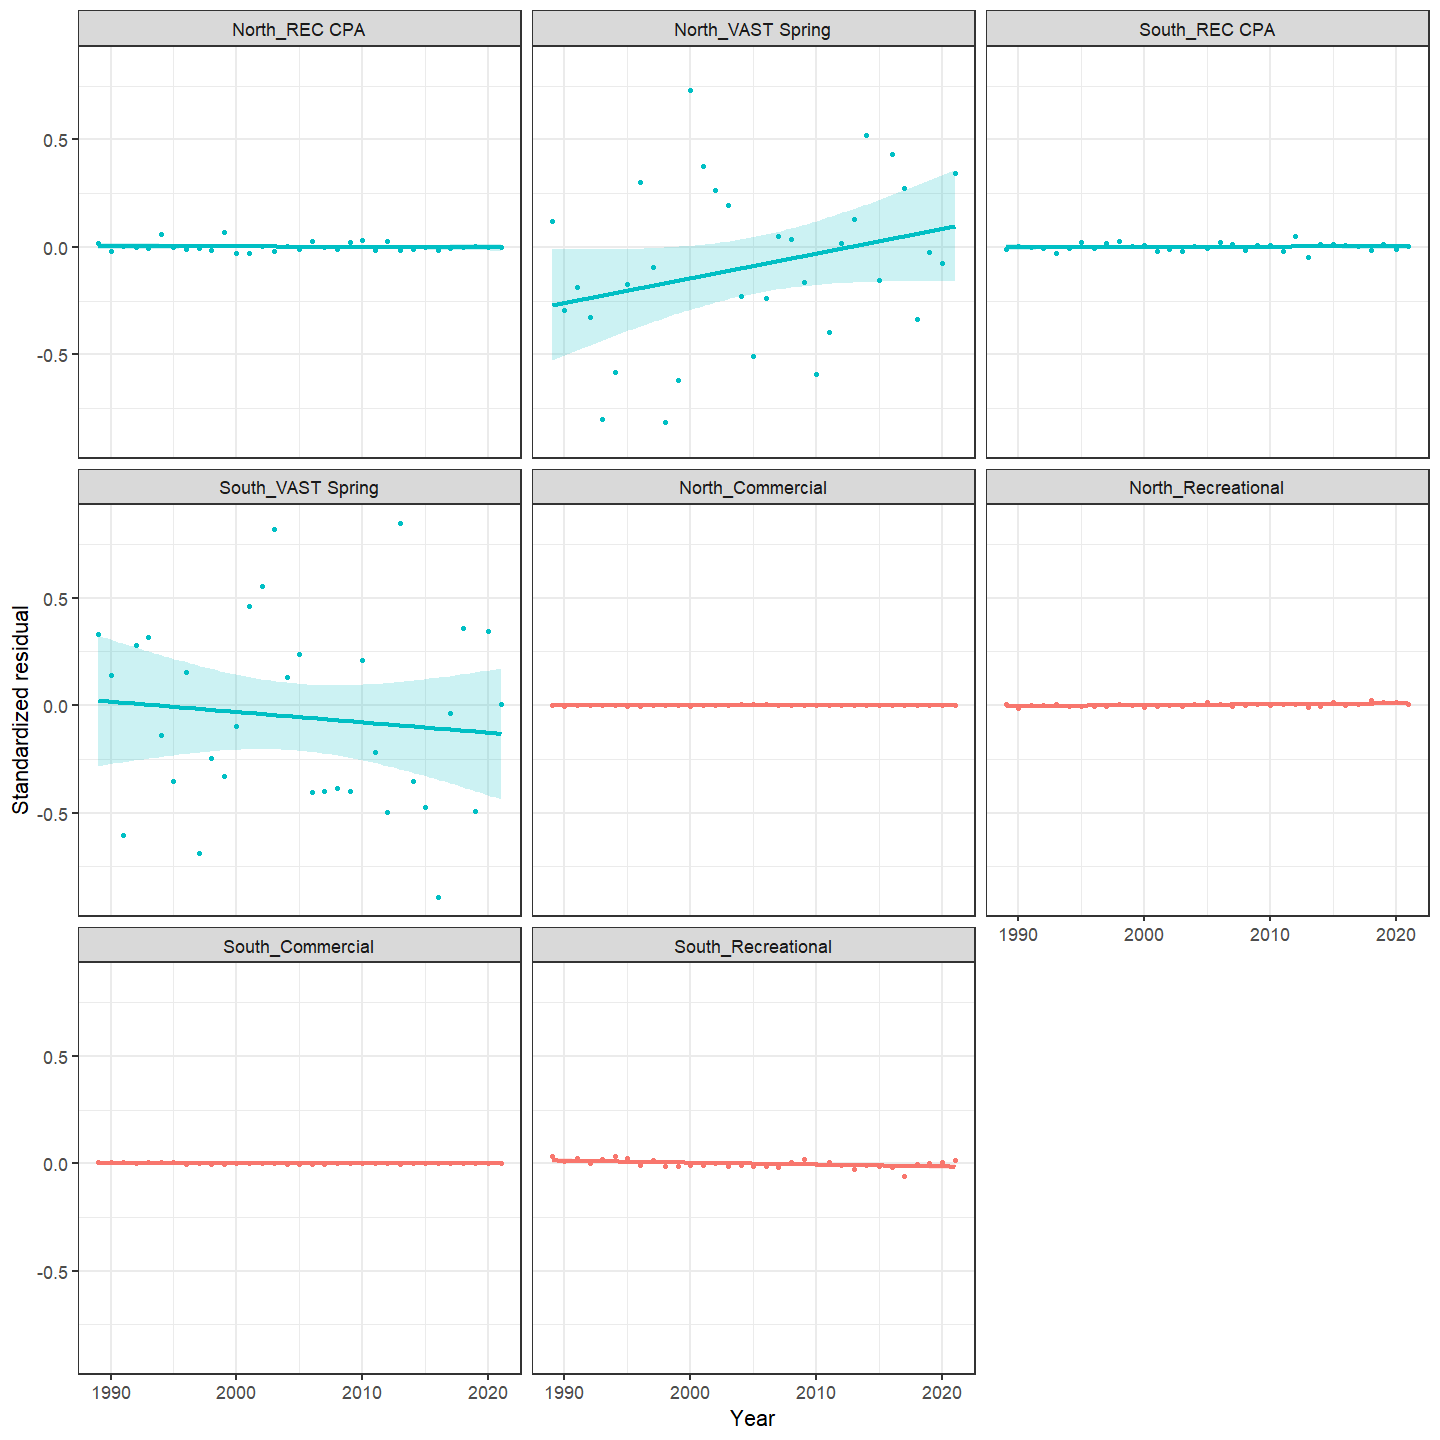 North_REC CPA
North_VAST Spring
South_REC CPA
0.5
0.0
-0.5
South_VAST Spring
North_Commercial
North_Recreational
0.5
0.0
-0.5
Standardized residual
1990 2000 2010 2020
South_Commercial
South_Recreational
0.5
0.0
-0.5
1990 2000 2010 2020
1990 2000 2010 2020
Year